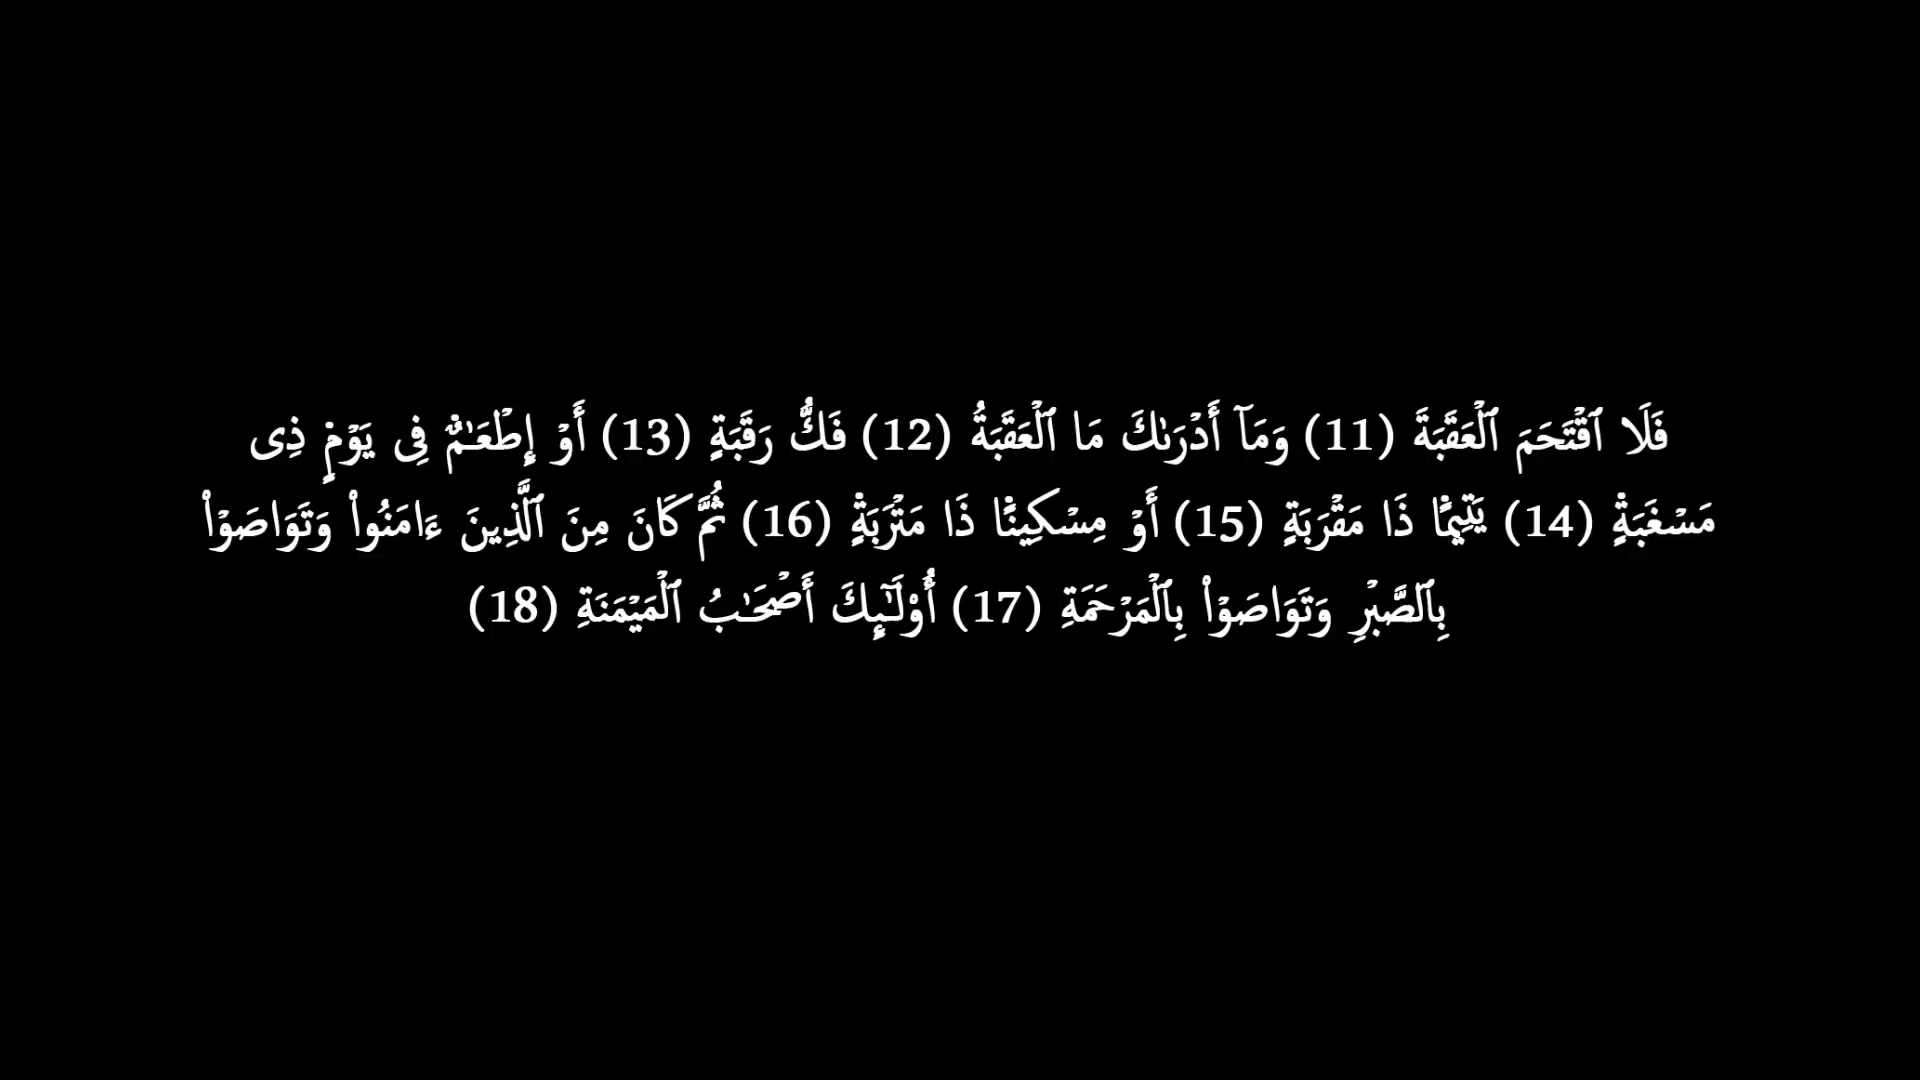 فَلَا ٱقْتَحَمَ ٱلْعَقَبَةَ (11) وَمَآ أَدْرَىٰكَ مَا ٱلْعَقَبَةُ (12) فَكُّ رَقَبَةٍ (13) أَوْ إِطْعَـٰمٌۭ فِى يَوْمٍۢ ذِى
مَسْغَبَةٍۢ (14) يَتِيمًۭا ذَا مَقْرَبَةٍ (15) أَوْ مِسْكِينًۭا ذَا مَتْرَبَةٍۢ (16) ثُمَّ كَانَ مِنَ ٱلَّذِينَ ءَامَنُوا۟ وَتَوَاصَوْا۟
بِٱلصَّبْرِ وَتَوَاصَوْا۟ بِٱلْمَرْحَمَةِ (17) أُو۟لَـٰٓئِكَ أَصْحَـٰبُ ٱلْمَيْمَنَةِ (18)